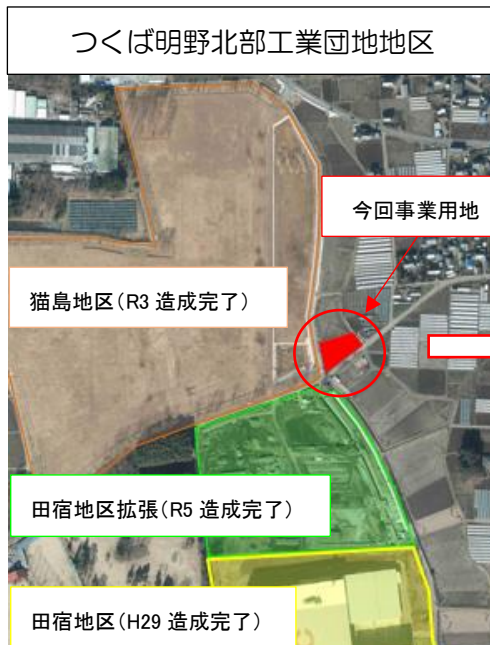 つくば明野北部工業団地地区
今回事業用地
猫島地区(R3 造成完了)
田宿地区拡張(R5 造成完了)
田宿地区(H29 造成完了)